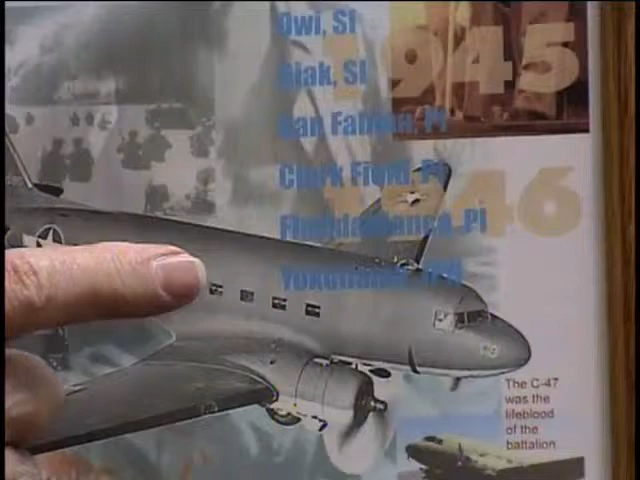 Owi, SI
1945
Biak, SI
San Fabian, PI
Clark Field, PI
1946
PI
The C-47
was the
lifeblood
of the
battalion